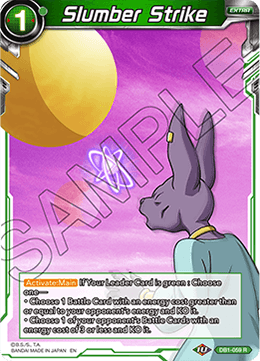 1
Slumber Strike
EXTRA
SAMPLE
Activate:Main If Your Leader Card is green : Choose
one—
・Choose 1 Battle Card with an energy cost greater than
or equal to your opponent's energy and KO it.
・Choose 1 of your opponent's Battle Cards with an
energy cost of 3 or less and KO it.
©B.S./S., T.A.
BANDAI MADE IN JAPAN EN
DB1-069 R